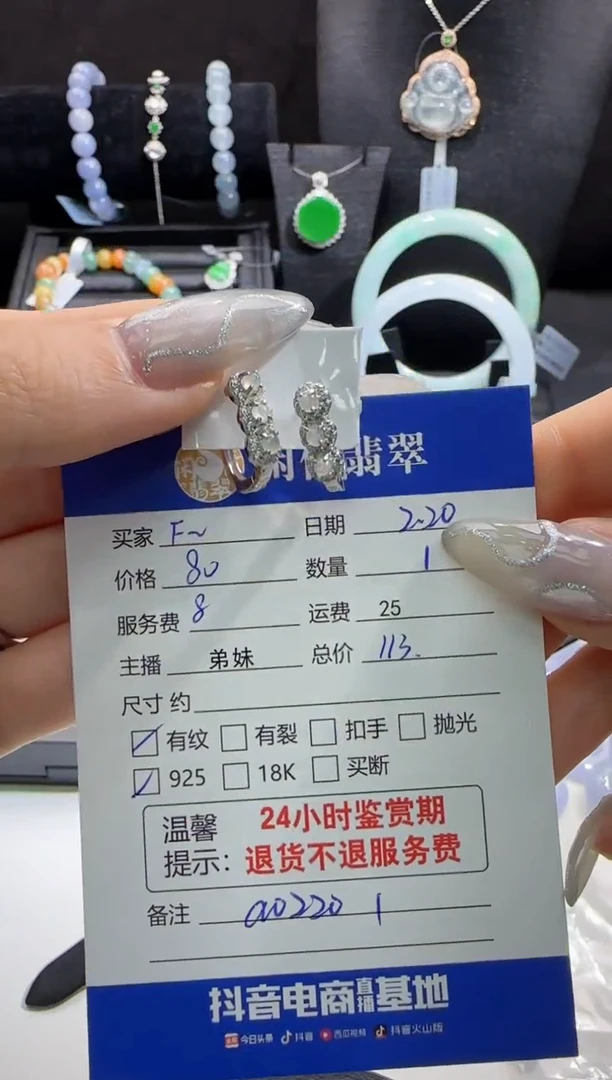 翡翠
买家 F~ 日期 2.20
价格 80 数量 1
服务费 8 运费 25
主播 弟妹 总价 113.
尺寸 约
有纹 有裂 扣手 抛光
925 18K 买断
温馨提示: 24小时鉴赏期
退货不退服务费
备注 a0220 1
抖音电商直播基地
今日头条 抖音 西瓜视频 抖音火山版